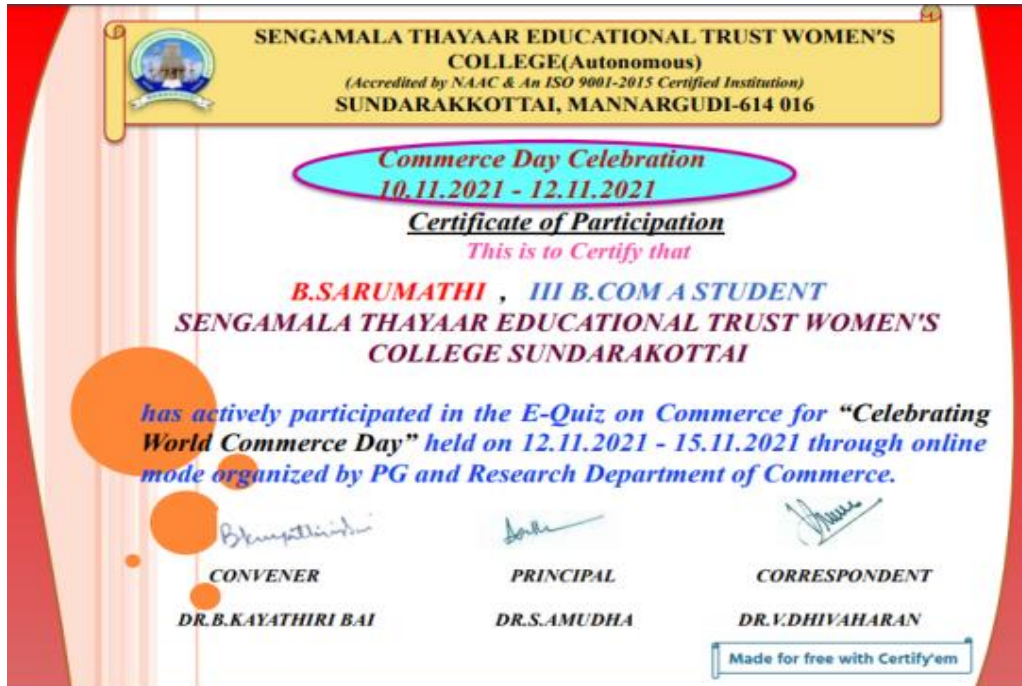 SENGAMALA THAYAAR EDUCATIONAL TRUST WOMEN'S
COLLEGE(Autonomous)
(Accredited by NAAC & An ISO 9001-2015 Certified Institution)
SUNDARAKKOTTAI, MANNARGUDI-614 016
Commerce Day Celebration
10.11.2021 - 12.11.2021
Certificate of Participation
This is to Certify that
B.SARUMATHI , III B.COM A STUDENT
SENGAMALA THAYAAR EDUCATIONAL TRUST WOMEN'S
COLLEGE SUNDARAKOTTAI
has actively participated in the E-Quiz on Commerce for “Celebrating
World Commerce Day” held on 12.11.2021 - 15.11.2021 through online
mode organized by PG and Research Department of Commerce.
CONVENER PRINCIPAL CORRESPONDENT
DR.B.KAYATHIRI BAI DR.S.AMUDHA DR.V.DHIVAHARAN
Made for free with Certify'em